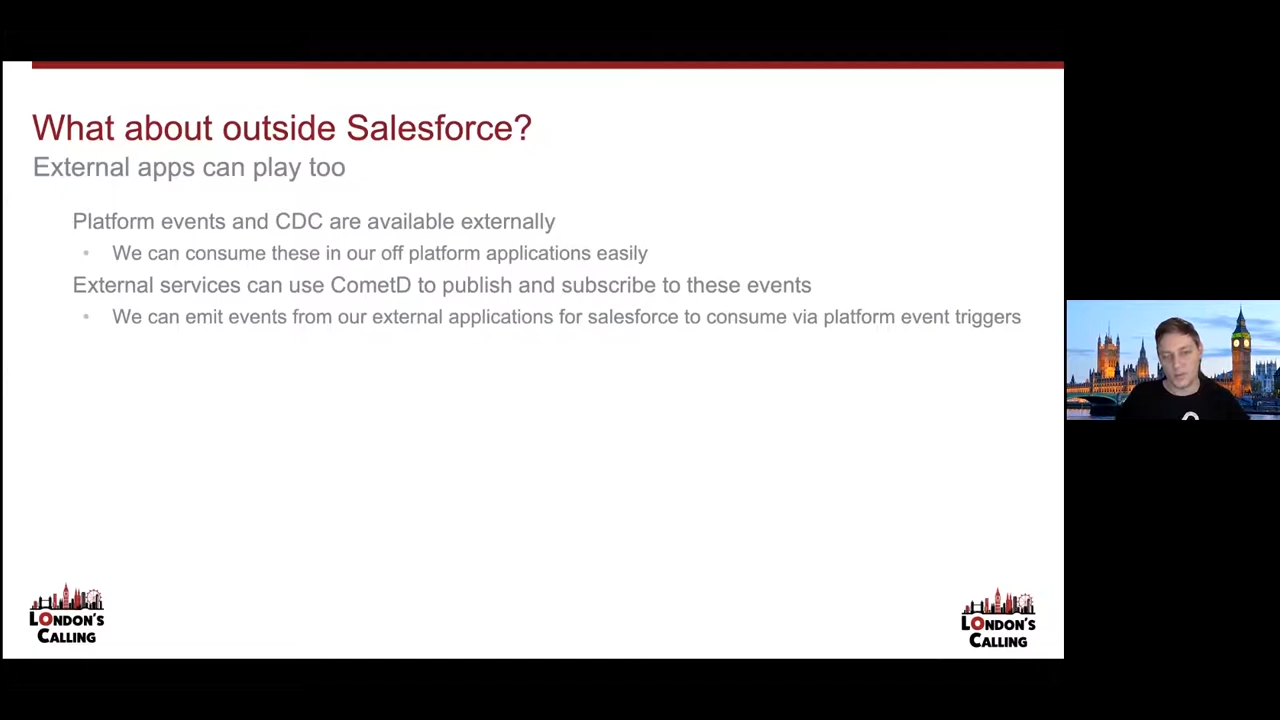 What about outside Salesforce?
External apps can play too
Platform events and CDC are available externally
• We can consume these in our off platform applications easily
External services can use CometD to publish and subscribe to these events
• We can emit events from our external applications for salesforce to consume via platform event triggers
LONDON'S
CALLING
LONDON'S
CALLING